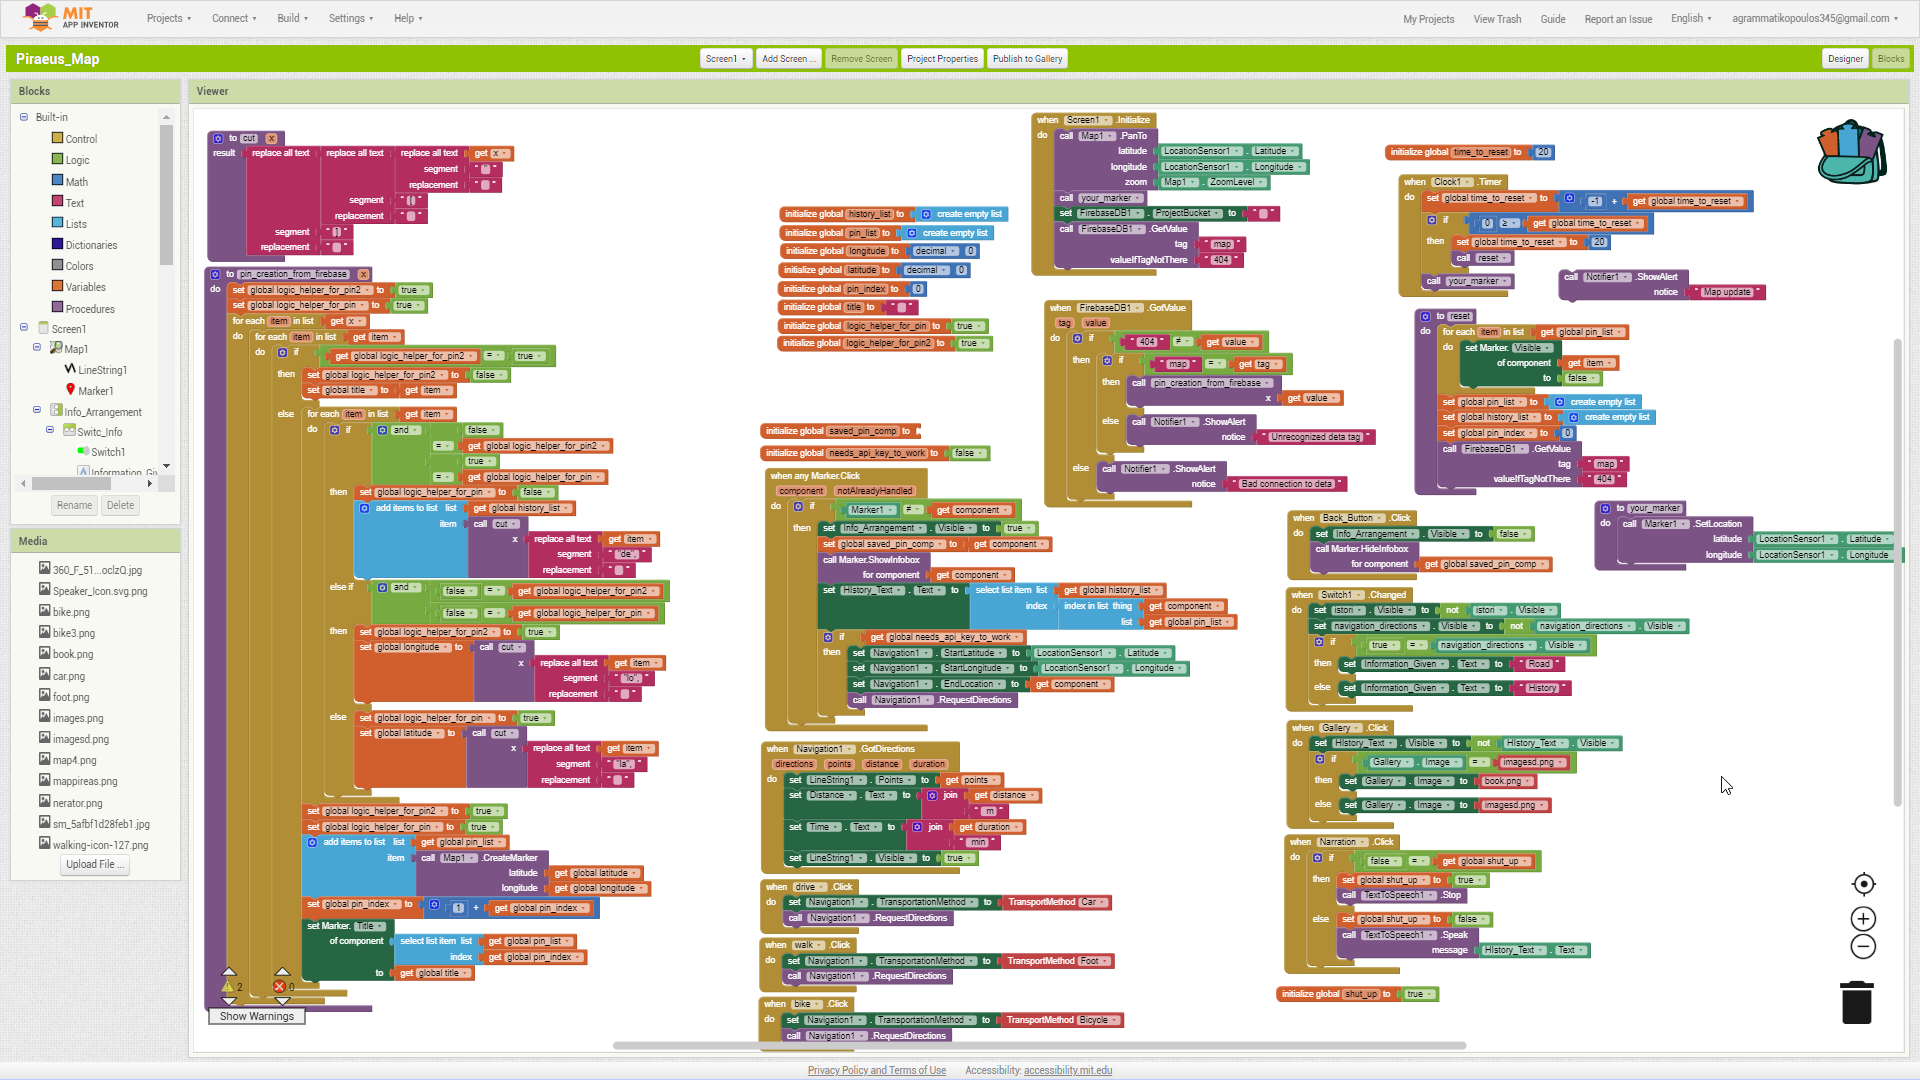 MIT
APP INVENTOR
Projects Connect Build Settings Help
My Projects View Trash Guide Report an Issue English agrammatikopoulos345@gmail.com
Piraeus_Map
Screen1 Add Screen ... Remove Screen Project Properties Publish to Gallery
Designer Blocks
Blocks
Built-in
Control
Logic
Math
Text
Lists
Dictionaries
Colors
Variables
Procedures
Screen1
Map1
LineString1
Marker1
Info_Arrangement
Switc_Info
Switch1
Information_Gi
Rename Delete
Media
360_F_51...oclzQ.jpg
Speaker_Icon.svg.png
bike.png
bike3.png
book.png
car.png
foot.png
images.png
imagesd.png
map4.png
mappireas.png
nerator.png
sm_5afbf1d28feb1.jpg
walking-icon-127.png
Upload File ...
Viewer
to cut x
result replace all text replace all text replace all text get x
segment " "
replacement " "
segment
replacement " "
segment
replacement " "
to pin_creation_from_firebase x
do set global logic_helper_for_pin2 to true
set global logic_helper_for_pin to true
for each item in list get x
do for each item in list get item
do if get global logic_helper_for_pin2 = true
then set global logic_helper_for_pin2 to false
set global title to get item
else for each item in list get item
do if and false
= get global logic_helper_for_pin2
true
= get global logic_helper_for_pin
then set global logic_helper_for_pin to false
add items to list list get global history_list
item call cut
x replace all text get item
segment "de",
replacement " "
else if and false = get global logic_helper_for_pin2
false = get global logic_helper_for_pin
then set global logic_helper_for_pin2 to true
set global longitude to call cut
x replace all text get item
segment "lo",
replacement " "
else set global logic_helper_for_pin to true
set global latitude to call cut
x replace all text get item
segment "la",
replacement " "
set global logic_helper_for_pin2 to true
set global logic_helper_for_pin to true
add items to list list get global pin_list
item call Map1 .CreateMarker
latitude get global latitude
longitude get global longitude
set global pin_index to 1 + get global pin_index
set Marker. Title
of component select list item list get global pin_list
index get global pin_index
to get global title
2 0
Show Warnings
initialize global history_list to create empty list
initialize global pin_list to create empty list
initialize global longitude to decimal 0
initialize global latitude to decimal 0
initialize global pin_index to 0
initialize global title to " "
initialize global logic_helper_for_pin to true
initialize global logic_helper_for_pin2 to true
initialize global saved_pin_comp to
initialize global needs_api_key_to_work to false
when any Marker.Click
component notAlreadyHandled
do if Marker1 ≠ get component
then set Info_Arrangement . Visible to true
set global saved_pin_comp to get component
call Marker.ShowInfobox
for component get component
set HIstory_Text . Text to select list item list get global history_list
index index in list thing get component
list get global pin_list
if get global needs_api_key_to_work
then set Navigation1 . StartLatitude to LocationSensor1 . Latitude
set Navigation1 . StartLongitude to LocationSensor1 . Longitude
set Navigation1 . EndLocation to get component
call Navigation1 .RequestDirections
when Navigation1 .GotDirections
directions points distance duration
do set LineString1 . Points to get points
set Distance . Text to join get distance
" m "
set Time . Text to join get duration
" min "
set LineString1 . Visible to true
when drive .Click
do set Navigation1 . TransportationMethod to TransportMethod Car
call Navigation1 .RequestDirections
when walk .Click
do set Navigation1 . TransportationMethod to TransportMethod Foot
call Navigation1 .RequestDirections
when bike .Click
do set Navigation1 . TransportationMethod to TransportMethod Bicycle
call Navigation1 .RequestDirections
when Screen1 .Initialize
do call Map1 .PanTo
latitude LocationSensor1 . Latitude
longitude LocationSensor1 . Longitude
zoom Map1 . ZoomLevel
call your_marker
set FirebaseDB1 . ProjectBucket to " "
call FirebaseDB1 .GetValue
tag "map"
valueIfTagNotThere "404"
when FirebaseDB1 .GotValue
tag value
do if "404" ≠ get value
then if "map" = get tag
then call pin_creation_from_firebase
x get value
else call Notifier1 .ShowAlert
notice "Unrecognized deta tag"
else call Notifier1 .ShowAlert
notice "Bad connection to deta"
initialize global time_to_reset to 20
when Clock1 .Timer
do set global time_to_reset to -1 + get global time_to_reset
if 0 ≥ get global time_to_reset
then set global time_to_reset to 20
call reset
call your_marker
call Notifier1 .ShowAlert
notice "Map update"
to reset
do for each item in list get global pin_list
do set Marker. Visible
of component get item
to false
set global pin_list to create empty list
set global history_list to create empty list
set global pin_index to 0
call FirebaseDB1 .GetValue
tag "map"
valueIfTagNotThere "404"
to your_marker
do call Marker1 .SetLocation
latitude LocationSensor1 . Latitude
longitude LocationSensor1 . Longitude
when Back_Button .Click
do set Info_Arrangement . Visible to false
call Marker.HideInfobox
for component get global saved_pin_comp
when Switch1 .Changed
do set istori . Visible to not istori . Visible
set navigation_directions . Visible to not navigation_directions . Visible
if true = navigation_directions . Visible
then set Information_Given . Text to "Road"
else set Information_Given . Text to "History"
when Gallery .Click
do set HIstory_Text . Visible to not HIstory_Text . Visible
if Gallery . Image = imagesd.png
then set Gallery . Image to book.png
else set Gallery . Image to imagesd.png
when Narration .Click
do if false = get global shut_up
then set global shut_up to true
call TextToSpeech1 .Stop
else set global shut_up to false
call TextToSpeech1 .Speak
message HIstory_Text . Text
initialize global shut_up to true
Privacy Policy and Terms of Use Accessibility: accessibility.mit.edu